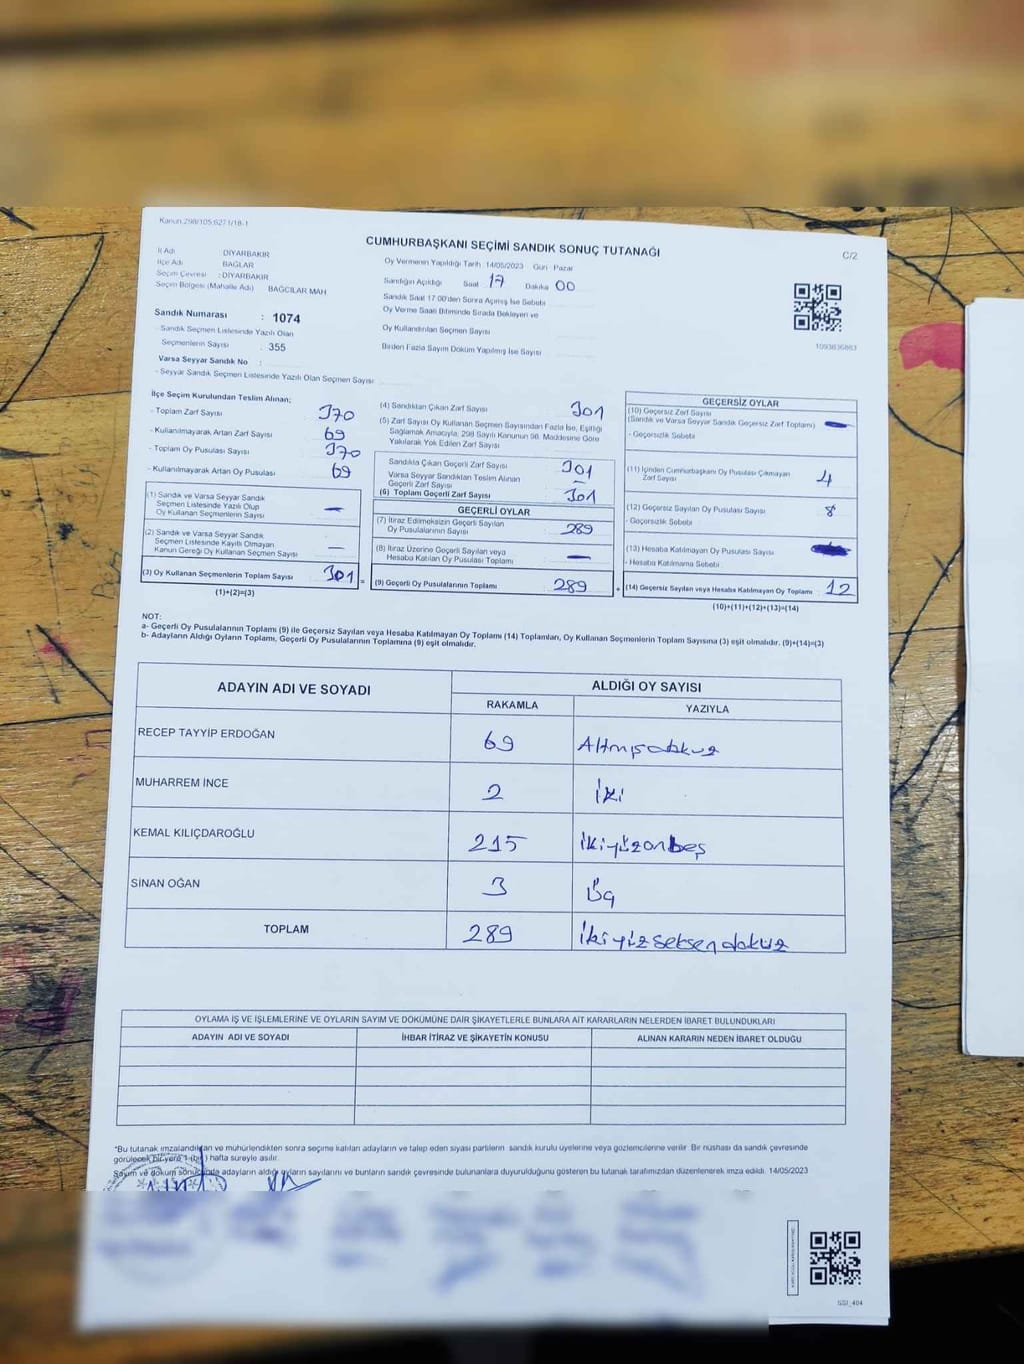 Kanun:298/105;6271/18-1
CUMHURBAŞKANI SEÇİMİ SANDIK SONUÇ TUTANAĞI
C/2
İl Adı DİYARBAKIR
İlçe Adı BAĞLAR
Seçim Çevresi : DİYARBAKIR
Seçim Bölgesi (Mahalle Adı) BAĞCILAR MAH
Oy Vermenin Yapıldığı Tarih 14/05/2023 Gün Pazar
Sandığın Açıldığı Saat 17 Dakika 00
Sandık Saat 17:00'den Sonra Açılmış İse Sebebi
Oy Verme Saati Bitiminde Sırada Bekleyen ve
Oy Kullandırılan Seçmen Sayısı
Birden Fazla Sayım Döküm Yapılmış İse Sayısı
1093636863
Sandık Numarası : 1074
- Sandık Seçmen Listesinde Yazılı Olan
Seçmenlerin Sayısı : 355
Varsa Seyyar Sandık No :
- Seyyar Sandık Seçmen Listesinde Yazılı Olan Seçmen Sayısı
İlçe Seçim Kurulundan Teslim Alınan;
- Toplam Zarf Sayısı 370
- Kullanılmayarak Artan Zarf Sayısı 69
- Toplam Oy Pusulası Sayısı 370
- Kullanılmayarak Artan Oy Pusulası 69
(1) Sandık ve Varsa Seyyar Sandık
Seçmen Listesinde Yazılı Olup
Oy Kullanan Seçmenlerin Sayısı —
(2) Sandık ve Varsa Seyyar Sandık
Seçmen Listesinde Kayıtlı Olmayan
Kanun Gereği Oy Kullanan Seçmen Sayısı —
(3) Oy Kullanan Seçmenlerin Toplam Sayısı 301 =
(1)+(2)=(3)
(4) Sandıktan Çıkan Zarf Sayısı 301
(5) Zarf Sayısı Oy Kullanan Seçmen Sayısından Fazla İse, Eşitliği
Sağlamak Amacıyla, 298 Sayılı Kanunun 98. Maddesine Göre
Yakılarak Yok Edilen Zarf Sayısı
Sandıkta Çıkan Geçerli Zarf Sayısı 301
Varsa Seyyar Sandıktan Teslim Alınan
Geçerli Zarf Sayısı —
(6) Toplam Geçerli Zarf Sayısı 301
GEÇERLİ OYLAR
(7) İtiraz Edilmeksizin Geçerli Sayılan
Oy Pusulalarının Sayısı 289
(8) İtiraz Üzerine Geçerli Sayılan veya
Hesaba Katılan Oy Pusulası Toplamı —
(9) Geçerli Oy Pusulalarının Toplamı 289 +
GEÇERSİZ OYLAR
(10) Geçersiz Zarf Sayısı
(Sandık ve Varsa Seyyar Sandık Geçersiz Zarf Toplamı)
- Geçersizlik Sebebi
(11) İçinden Cumhurbaşkanı Oy Pusulası Çıkmayan
Zarf Sayısı 4
(12) Geçersiz Sayılan Oy Pusulası Sayısı 8
- Geçersizlik Sebebi
(13) Hesaba Katılmayan Oy Pusulası Sayısı
- Hesaba Katılmama Sebebi
(14) Geçersiz Sayılan veya Hesaba Katılmayan Oy Toplamı 12
(10)+(11)+(12)+(13)=(14)
NOT:
a- Geçerli Oy Pusulalarının Toplamı (9) ile Geçersiz Sayılan veya Hesaba Katılmayan Oy Toplamı (14) Toplamları, Oy Kullanan Seçmenlerin Toplam Sayısına (3) eşit olmalıdır. (9)+(14)=(3)
b- Adayların Aldığı Oyların Toplamı, Geçerli Oy Pusulalarının Toplamına (9) eşit olmalıdır.
ADAYIN ADI VE SOYADI
ALDIĞI OY SAYISI
RAKAMLA YAZIYLA
RECEP TAYYİP ERDOĞAN 69 Altmışdokuz
MUHARREM İNCE 2 İki
KEMAL KILIÇDAROĞLU 215 İkiyüzonbeş
SİNAN OĞAN 3 Üç
TOPLAM 289 İkiyüzseksendokuz
OYLAMA İŞ VE İŞLEMLERİNE VE OYLARIN SAYIM VE DÖKÜMÜNE DAİR ŞİKAYETLERLE BUNLARA AİT KARARLARIN NELERDEN İBARET BULUNDUKLARI
ADAYIN ADI VE SOYADI İHBAR İTİRAZ VE ŞİKAYETİN KONUSU ALINAN KARARIN NEDEN İBARET OLDUĞU
*Bu tutanak imzalandıktan ve mühürlendikten sonra seçime katılan adayların ve talep eden siyasi partilerin sandık kurulu üyelerine veya gözlemcilerine verilir. Bir nüshası da sandık çevresinde
görülecek bir yere 1 (bir) hafta süreyle asılır.
Sayım ve döküm sonucunda adayların aldığı oyların sayılarını ve bunların sandık çevresinde bulunanlara duyurulduğunu gösteren bu tutanak tarafımızdan düzenlenerek imza edildi. 14/05/2023
SSI_404